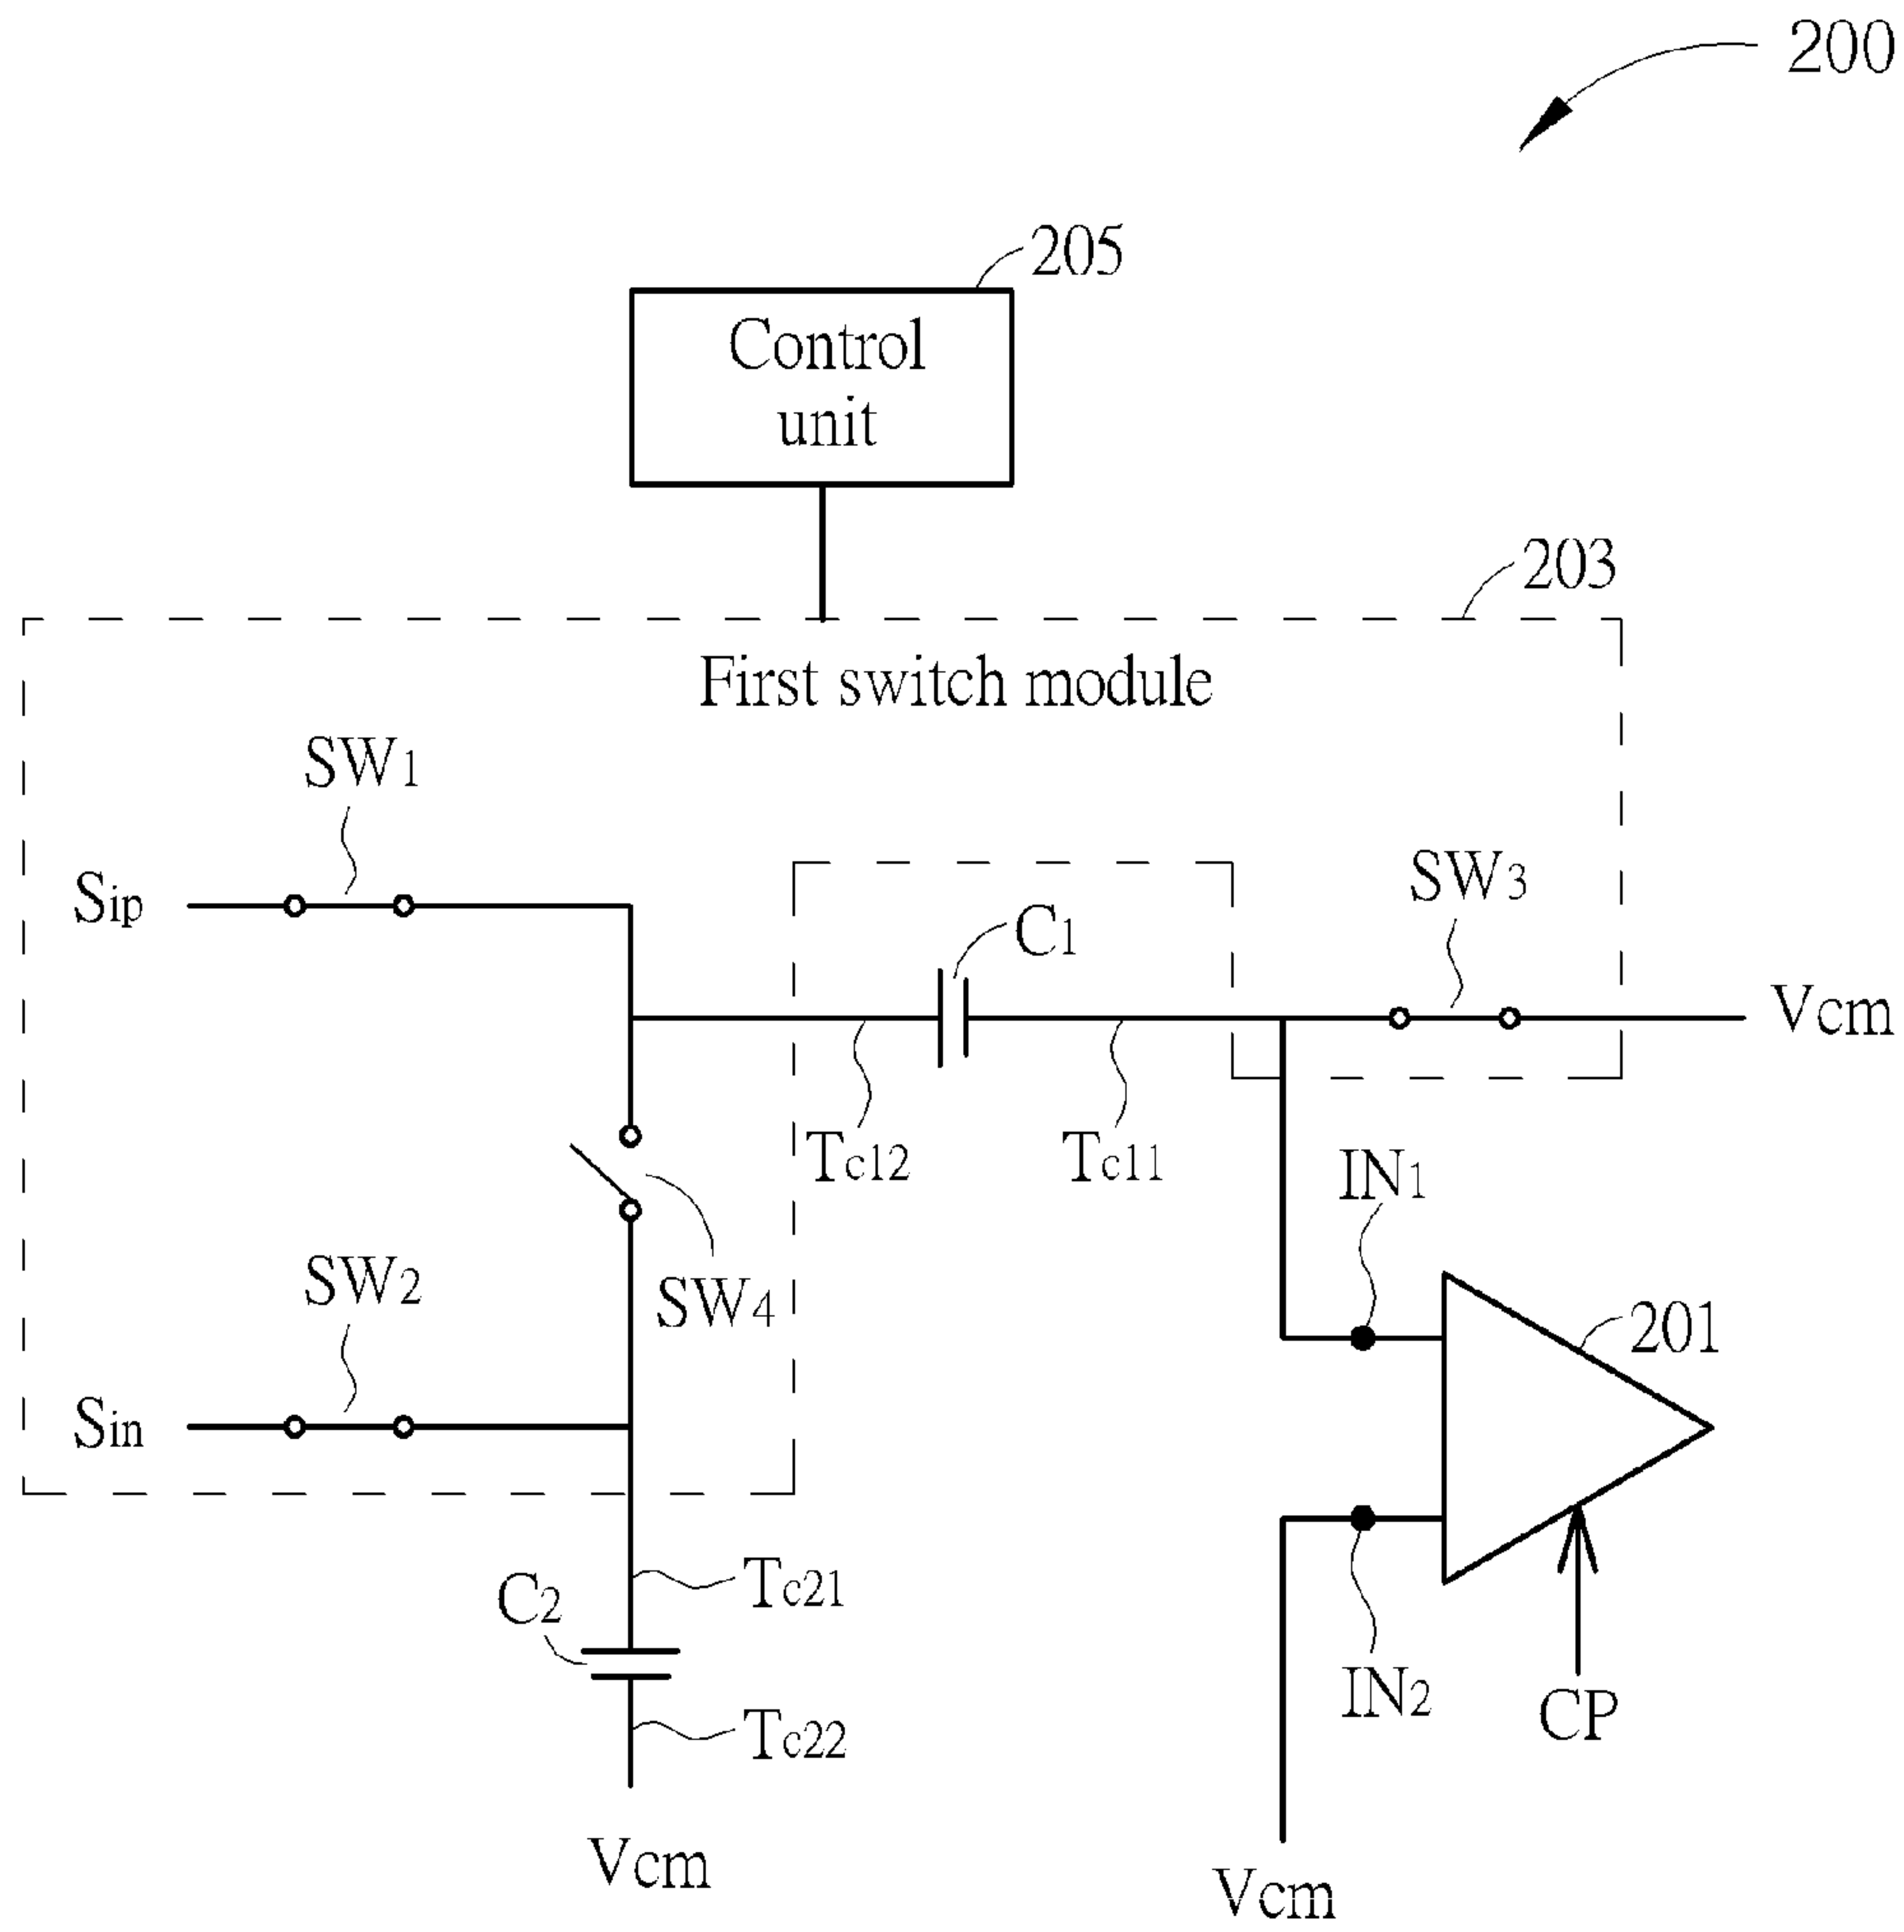 200
205
Control
unit
203
First switch module
SW1
Sip
C1
SW3
Vcm
Tc12
Tc11
IN1
SW2
SW4
201
Sin
Tc21
C2
IN2
CP
Tc22
Vcm
Vcm